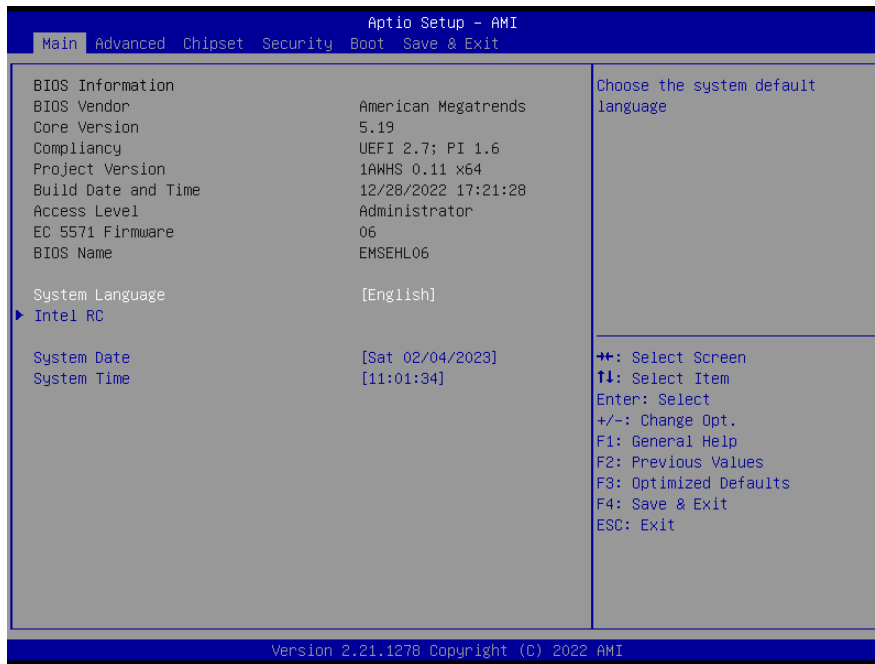 Aptio Setup – AMI
Main Advanced Chipset Security Boot Save & Exit
BIOS Information
BIOS Vendor American Megatrends
Core Version 5.19
Compliancy UEFI 2.7; PI 1.6
Project Version 1AWHS 0.11 x64
Build Date and Time 12/28/2022 17:21:28
Access Level Administrator
EC 5571 Firmware 06
BIOS Name EMSEHL06
System Language [English]
Intel RC
System Date [Sat 02/04/2023]
System Time [11:01:34]
Choose the system default
language
→←: Select Screen
↑↓: Select Item
Enter: Select
+/-: Change Opt.
F1: General Help
F2: Previous Values
F3: Optimized Defaults
F4: Save & Exit
ESC: Exit
Version 2.21.1278 Copyright (C) 2022 AMI